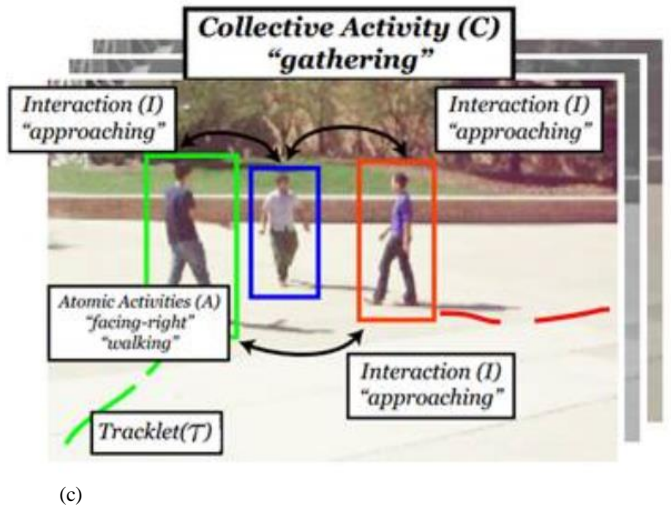 Collective Activity (C)
"gathering"
Interaction (I)
"approaching"
Interaction (I)
"approaching"
Atomic Activities (A)
"facing-right"
"walking"
Interaction (I)
"approaching"
Tracklet(𝒯)
(c)